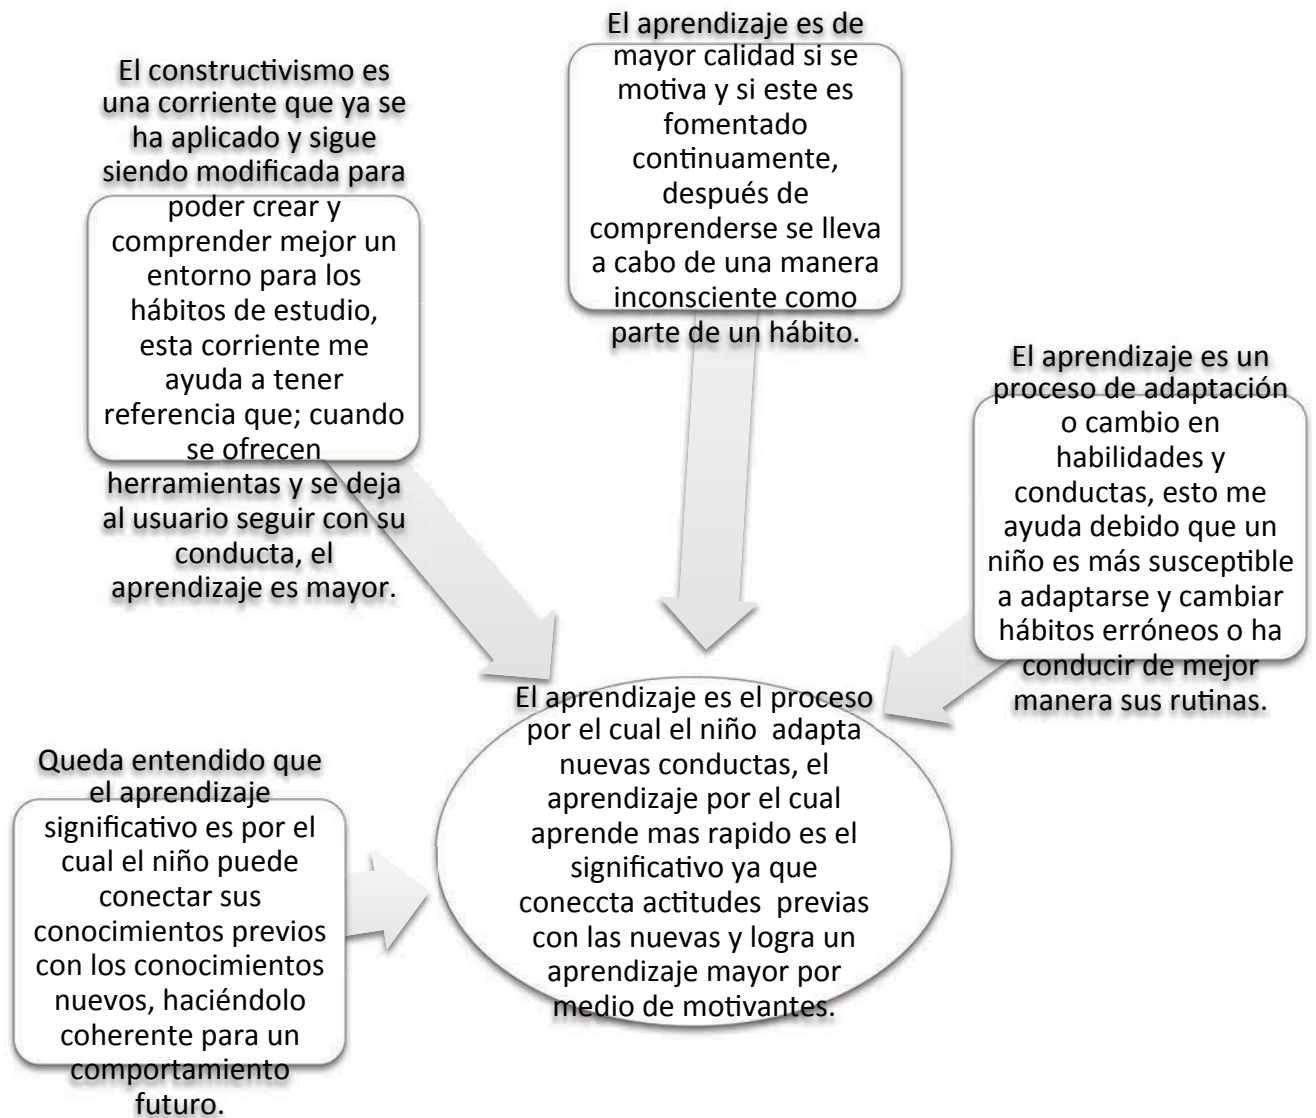 El constructivismo es
una corriente que ya se
ha aplicado y sigue
siendo modificada para
poder crear y
comprender mejor un
entorno para los
hábitos de estudio,
esta corriente me
ayuda a tener
referencia que; cuando
se ofrecen
herramientas y se deja
al usuario seguir con su
conducta, el
aprendizaje es mayor.
El aprendizaje es de
mayor calidad si se
motiva y si este es
fomentado
continuamente,
después de
comprenderse se lleva
a cabo de una manera
inconsciente como
parte de un hábito.
El aprendizaje es un
proceso de adaptación
o cambio en
habilidades y
conductas, esto me
ayuda debido que un
niño es más susceptible
a adaptarse y cambiar
hábitos erróneos o ha
conducir de mejor
manera sus rutinas.
Queda entendido que
el aprendizaje
significativo es por el
cual el niño puede
conectar sus
conocimientos previos
con los conocimientos
nuevos, haciéndolo
coherente para un
comportamiento
futuro.
El aprendizaje es el proceso
por el cual el niño  adapta
nuevas conductas, el
aprendizaje por el cual
aprende mas rapido es el
significativo ya que
coneccta actitudes  previas
con las nuevas y logra un
aprendizaje mayor por
medio de motivantes.